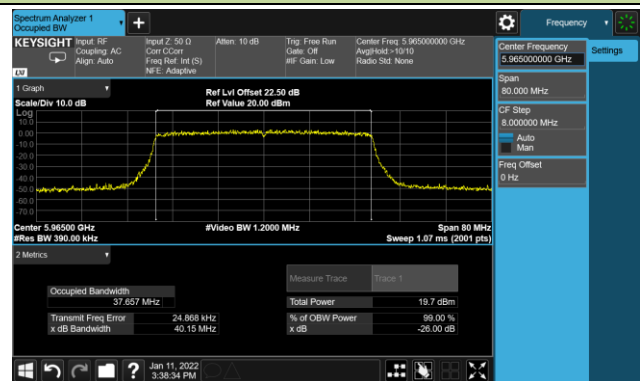 Spectrum Analyzer 1
Occupied BW
+
Frequency
KEYSIGHT
Input: RF
Coupling: AC
Align: Auto
Input Z: 50 Ω
Corr CCorr
Freq Ref: Int (S)
NFE: Adaptive
Atten: 10 dB
Trig: Free Run
Gate: Off
#IF Gain: Low
Center Freq: 5.965000000 GHz
Avg|Hold:>10/10
Radio Std: None
LXI
Center Frequency
5.965000000 GHz
Settings
Span
80.000 MHz
CF Step
8.000000 MHz
Auto
Man
Freq Offset
0 Hz
1 Graph
Scale/Div 10.0 dB
Ref Lvl Offset 22.50 dB
Ref Value 20.00 dBm
Log
10.0
0.00
-10.0
-20.0
-30.0
-40.0
-50.0
-60.0
-70.0
Center 5.96500 GHz
#Video BW 1.2000 MHz
Span 80 MHz
#Res BW 390.00 kHz
Sweep 1.07 ms (2001 pts)
2 Metrics
Measure Trace
Trace 1
Occupied Bandwidth
37.657 MHz
Total Power
19.7 dBm
Transmit Freq Error
24.868 kHz
% of OBW Power
99.00 %
x dB Bandwidth
40.15 MHz
x dB
-26.00 dB
?
Jan 11, 2022
3:38:34 PM